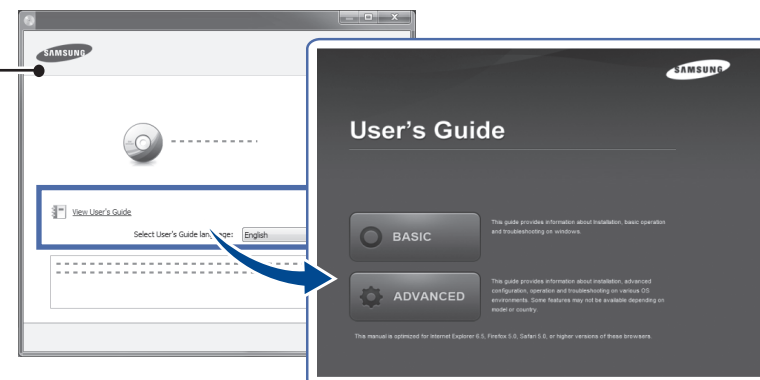 SAMSUNG
View User's Guide
Select User's Guide language: English
SAMSUNG
User's Guide
BASIC
This guide provides information about Installation, basic operation
and troubleshooting on windows.
ADVANCED
This guide provides information about installation, advanced
configuration, operation and troubleshooting on various OS
environments. Some features may not be available depending on
model or country.
This manual is optimized for Internet Explorer 6.5, Firefox 5.0, Safari 5.0, or higher versions of these browsers.